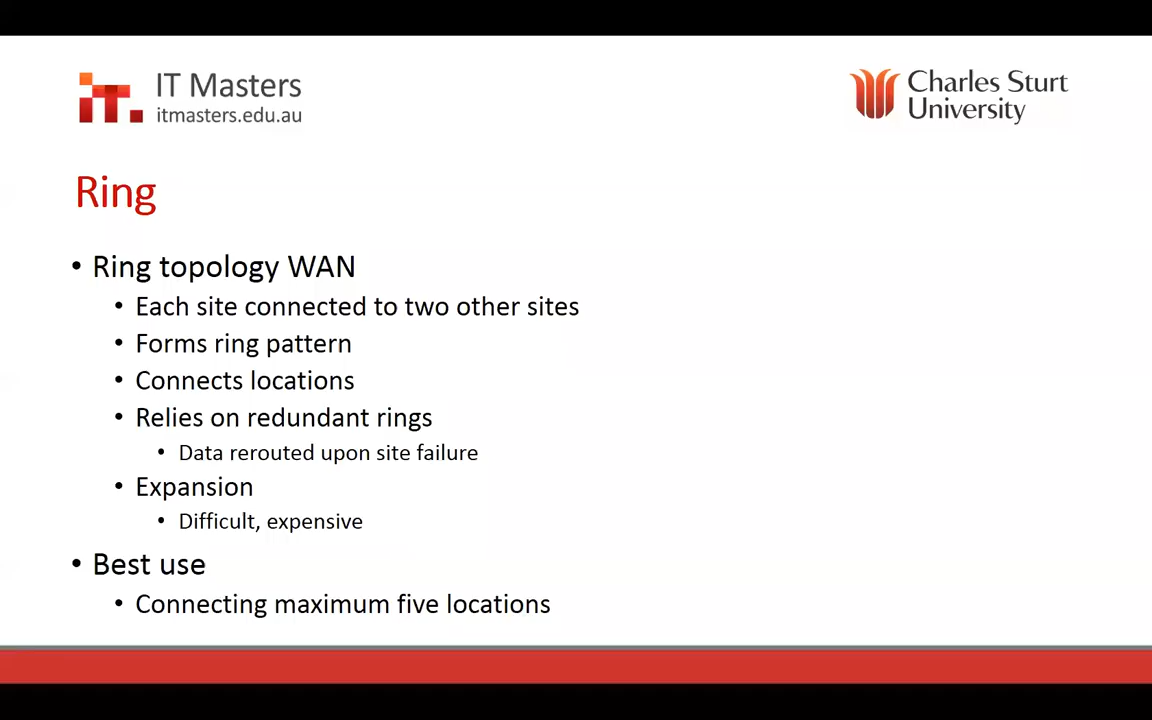 IT Masters
itmasters.edu.au
Charles Sturt
University
Ring
• Ring topology WAN
• Each site connected to two other sites
• Forms ring pattern
• Connects locations
• Relies on redundant rings
• Data rerouted upon site failure
• Expansion
• Difficult, expensive
• Best use
• Connecting maximum five locations